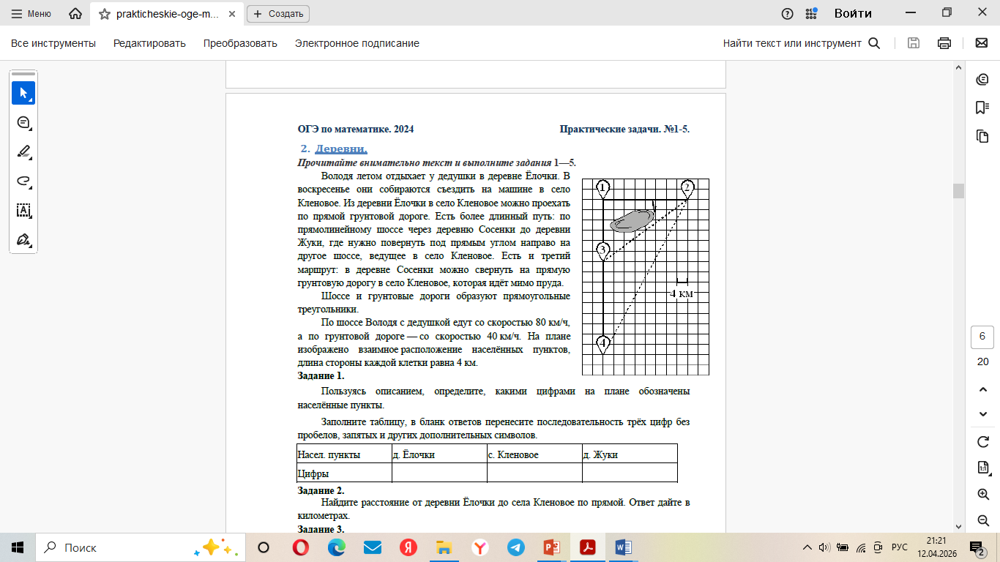 Меню
prakticheskie-oge-m...
Создать
Войти
Все инструменты
Редактировать
Преобразовать
Электронное подписание
Найти текст или инструмент
ОГЭ по математике. 2024
Практические задачи. №1-5.
2. Деревни.
Прочитайте внимательно текст и выполните задания 1—5.
Володя летом отдыхает у дедушки в деревне Ёлочки. В
воскресенье они собираются съездить на машине в село
Кленовое. Из деревни Ёлочки в село Кленовое можно проехать
по прямой грунтовой дороге. Есть более длинный путь: по
прямолинейному шоссе через деревню Сосенки до деревни
Жуки, где нужно повернуть под прямым углом направо на
другое шоссе, ведущее в село Кленовое. Есть и третий
маршрут: в деревне Сосенки можно свернуть на прямую
грунтовую дорогу в село Кленовое, которая идёт мимо пруда.
Шоссе и грунтовые дороги образуют прямоугольные
треугольники.
По шоссе Володя с дедушкой едут со скоростью 80 км/ч,
а по грунтовой дороге — со скоростью 40 км/ч. На плане
изображено взаимное расположение населённых пунктов,
длина стороны каждой клетки равна 4 км.
1
2
3
4 км
4
Задание 1.
Пользуясь описанием, определите, какими цифрами на плане обозначены
населённые пункты.
Заполните таблицу, в бланк ответов перенесите последовательность трёх цифр без
пробелов, запятых и других дополнительных символов.
Насел. пункты
д. Ёлочки
с. Кленовое
д. Жуки
Цифры
Задание 2.
Найдите расстояние от деревни Ёлочки до села Кленовое по прямой. Ответ дайте в
километрах.
Задание 3.
6
20
1:1
Поиск
РУС
21:21
12.04.2026
2